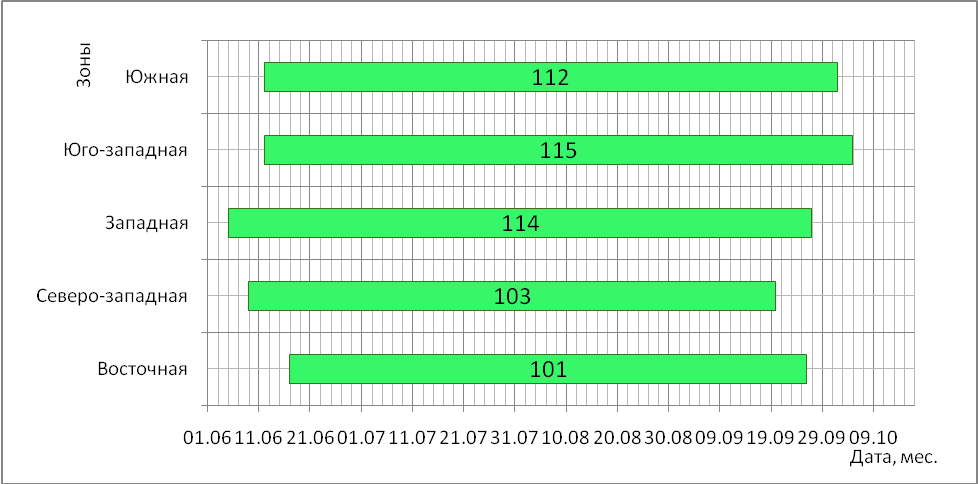 Зоны
Южная
112
Юго-западная
115
Западная
114
Северо-западная
103
Восточная
101
01.06 11.06 21.06 01.07 11.07 21.07 31.07 10.08 20.08 30.08 09.09 19.09 29.09 09.10
Дата, мес.